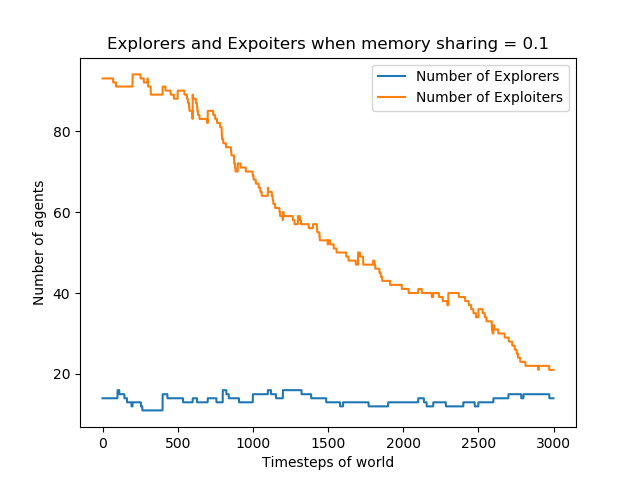 Explorers and Expoiters when memory sharing = 0.1
Number of Explorers
Number of Exploiters
Number of agents
80
60
40
20
0 500 1000 1500 2000 2500 3000
Timesteps of world